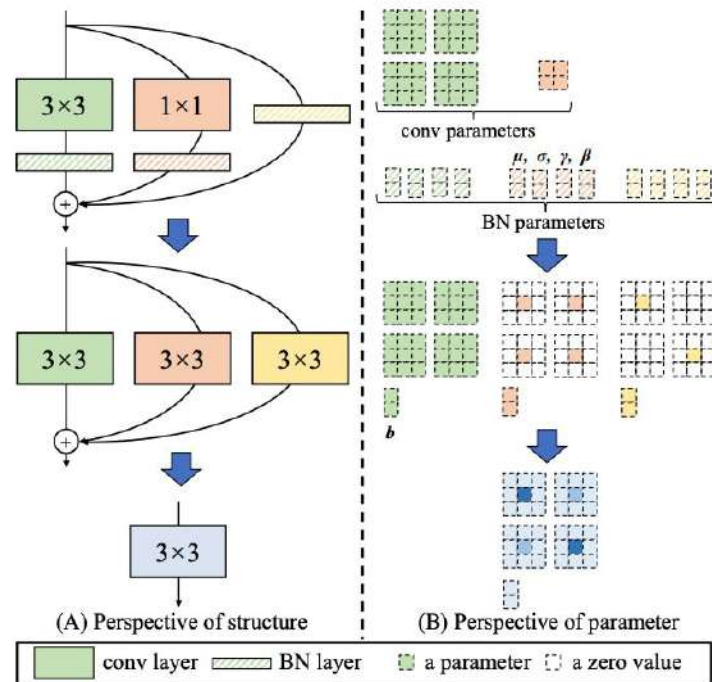 3×3
1×1
+
3×3
3×3
3×3
+
3×3
(A) Perspective of structure
conv parameters
μ, σ, γ, β
BN parameters
b
(B) Perspective of parameter
conv layer
BN layer
a parameter
a zero value